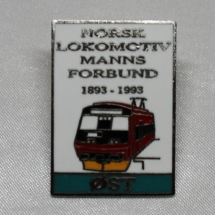 NORSK
LOKOMOTIV
MANNS
FORBUND
1893 - 1993
ØST